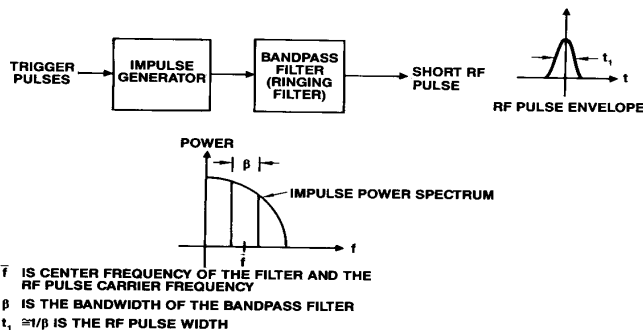 TRIGGER
PULSES
IMPULSE
GENERATOR
BANDPASS
FILTER
(RINGING
FILTER)
SHORT RF
PULSE
t₁
t
RF PULSE ENVELOPE
POWER
β
IMPULSE POWER SPECTRUM
f
f̅
f̅ IS CENTER FREQUENCY OF THE FILTER AND THE
RF PULSE CARRIER FREQUENCY
β IS THE BANDWIDTH OF THE BANDPASS FILTER
t₁ ≅1/β IS THE RF PULSE WIDTH